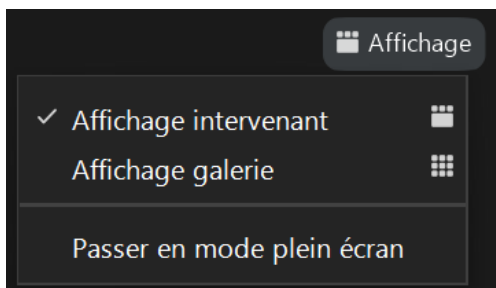 Affichage
Affichage intervenant
Affichage galerie
Passer en mode plein écran